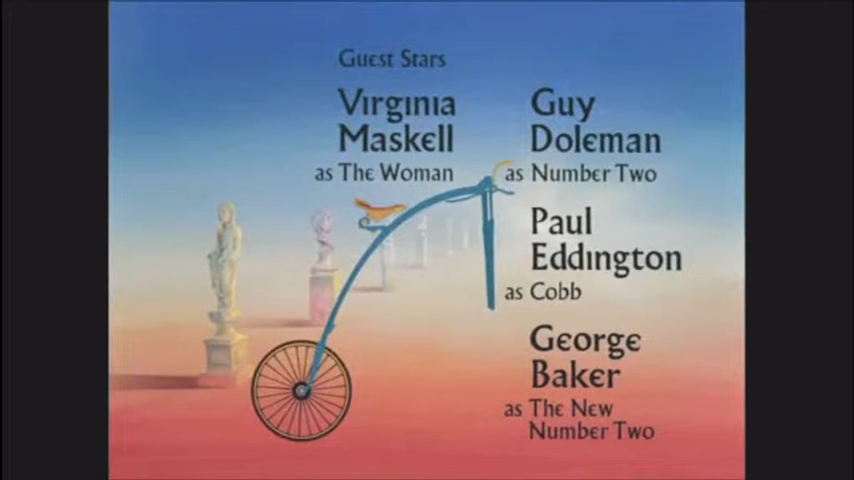 Guest Stars
Virginia
Maskell
as The Woman
Guy
Doleman
as Number Two
Paul
Eddington
as Cobb
George
Baker
as The New
Number Two